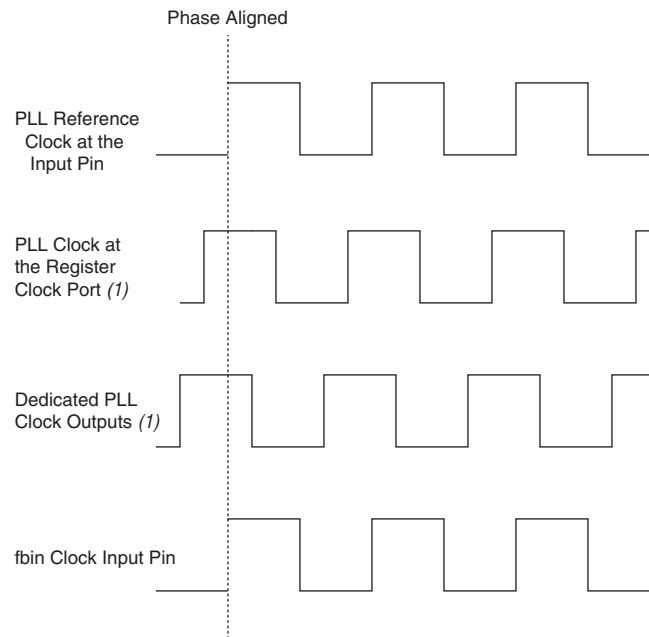 Phase Aligned
PLL Reference
Clock at the
Input Pin
PLL Clock at
the Register
Clock Port (1)
Dedicated PLL
Clock Outputs (1)
fbin Clock Input Pin